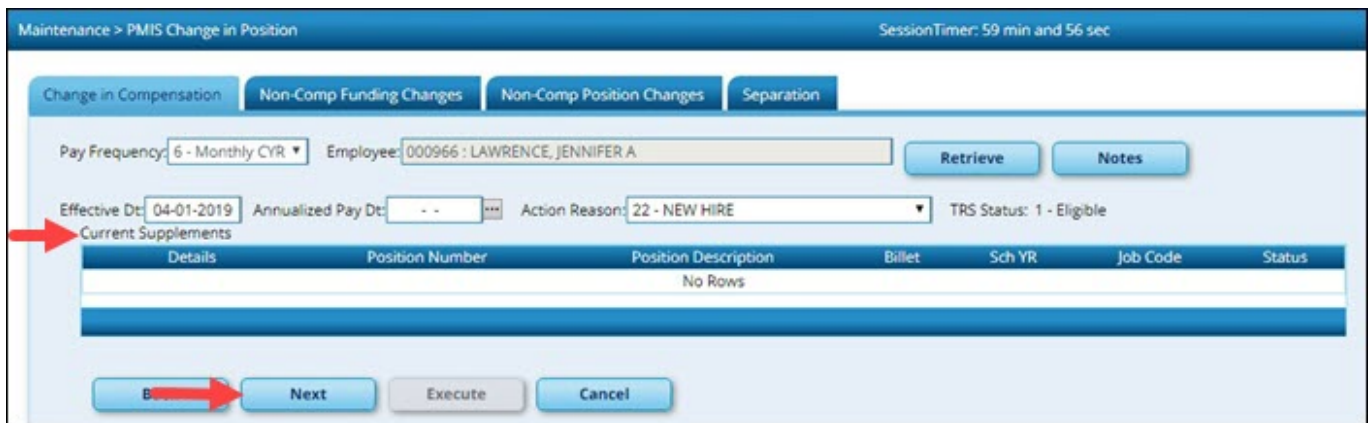 Maintenance > PMIS Change in Position SessionTimer: 59 min and 56 sec
Change in Compensation Non-Comp Funding Changes Non-Comp Position Changes Separation
Pay Frequency: 6 - Monthly CYR Employee: 000966 : LAWRENCE, JENNIFER A Retrieve Notes
Effective Dt: 04-01-2019 Annualized Pay Dt: - - ... Action Reason: 22 - NEW HIRE TRS Status: 1 - Eligible
Current Supplements
Details Position Number Position Description Billet Sch YR Job Code Status
No Rows
Next Execute Cancel